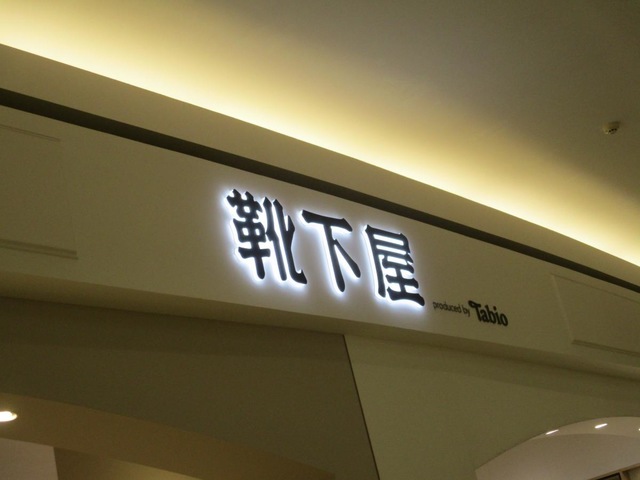 靴下屋
produced by Tabio